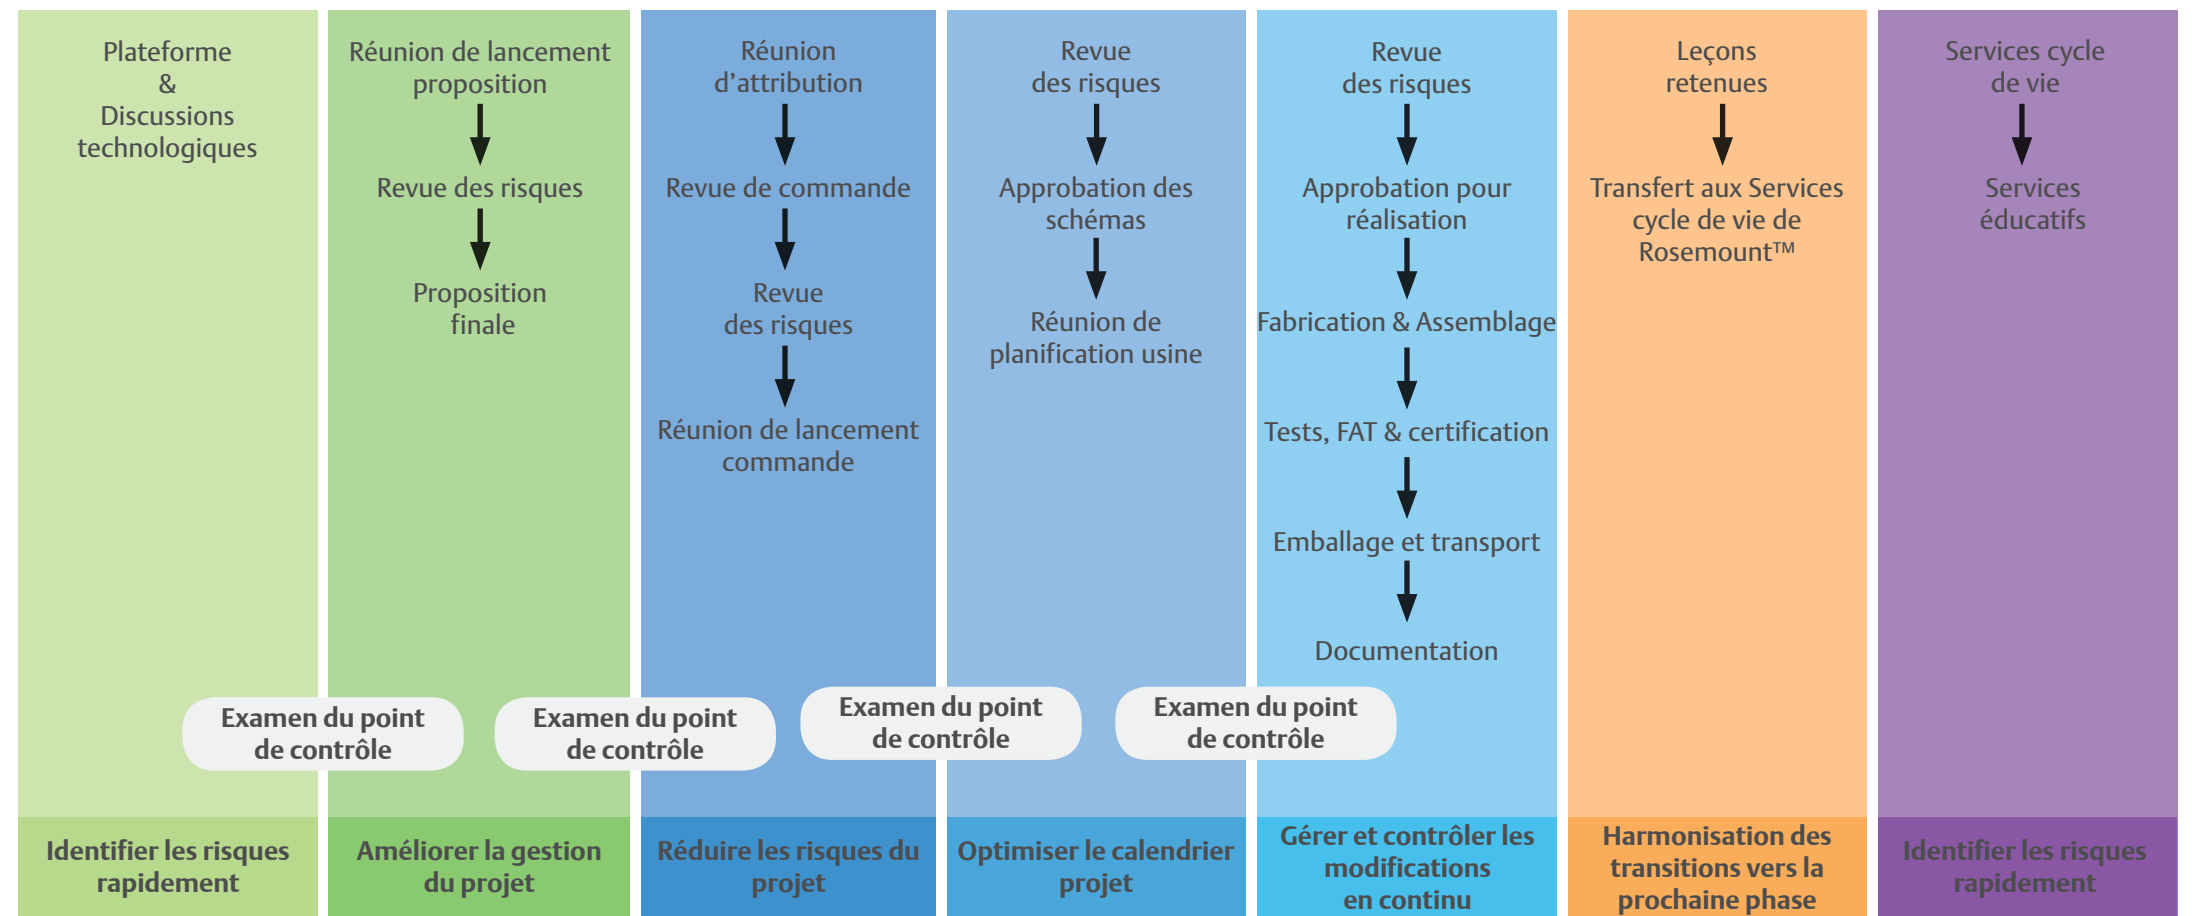 Plateforme
&
Discussions
technologiques
Réunion de lancement
proposition
Revue des risques
Proposition
finale
Réunion
d’attribution
Revue de commande
Revue
des risques
Réunion de lancement
commande
Revue
des risques
Approbation des
schémas
Réunion de
planification usine
Revue
des risques
Approbation pour
réalisation
Fabrication & Assemblage
Tests, FAT & certification
Emballage et transport
Documentation
Leçons
retenues
Transfert aux Services
cycle de vie de
Rosemount™
Services cycle
de vie
Services
éducatifs
Examen du point
de contrôle
Examen du point
de contrôle
Examen du point
de contrôle
Examen du point
de contrôle
Identifier les risques
rapidement
Améliorer la gestion
du projet
Réduire les risques du
projet
Optimiser le calendrier
projet
Gérer et contrôler les
modifications
en continu
Harmonisation des
transitions vers la
prochaine phase
Identifier les risques
rapidement